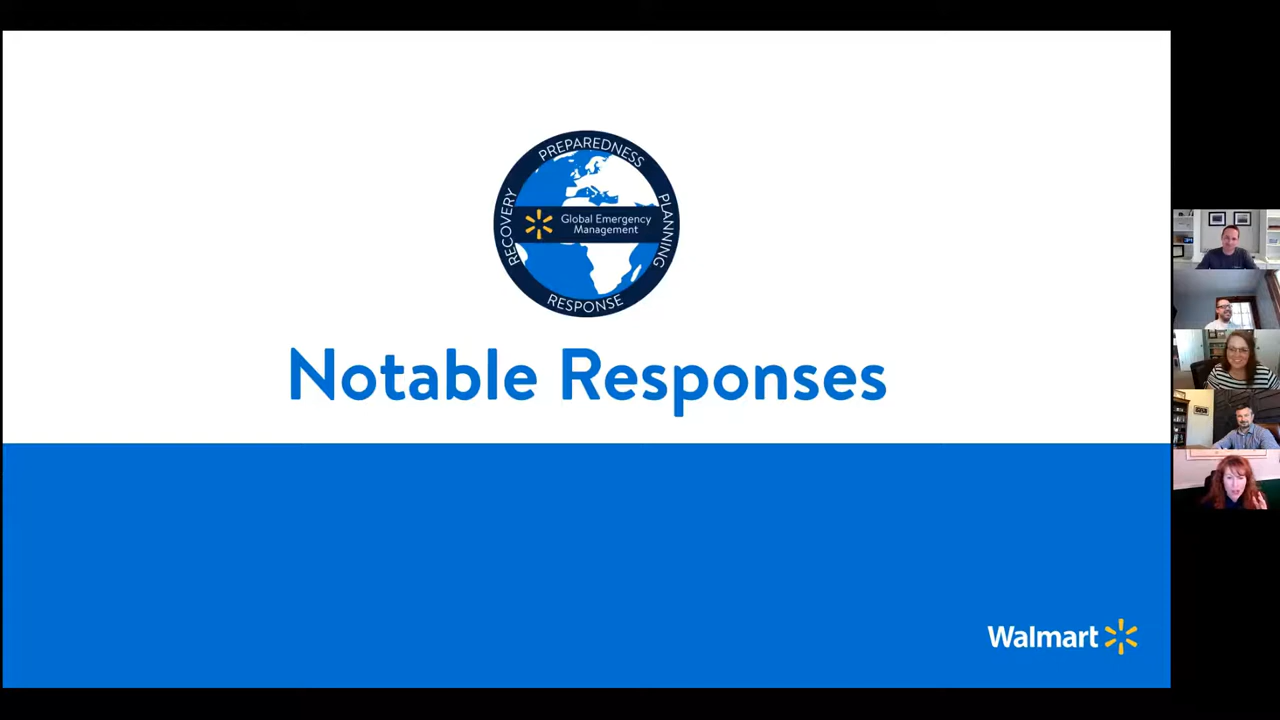 PREPAREDNESS
RECOVERY
PLANNING
Global Emergency
Management
RESPONSE
Notable Responses
Walmart